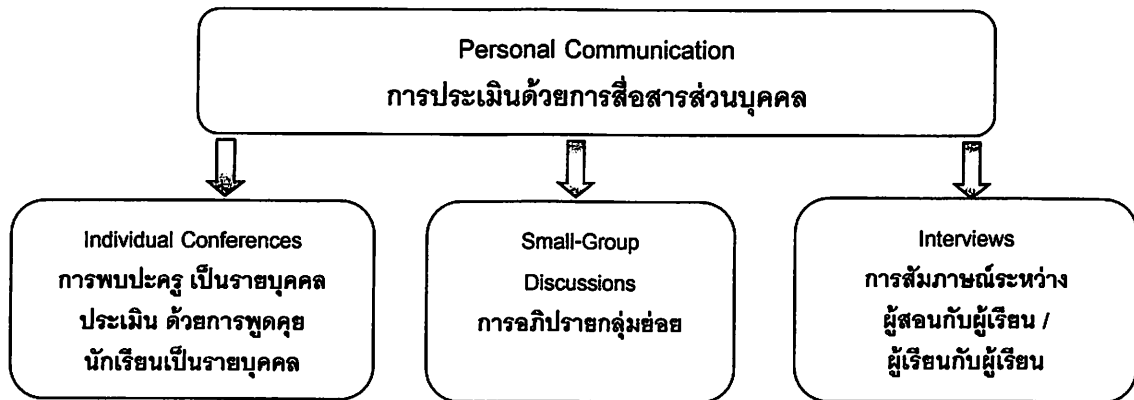 Personal Communication
การประเมินด้วยการสื่อสารส่วนบุคคล
Individual Conferences
การพบปะครู เป็นรายบุคคล
ประเมิน ด้วยการพูดคุย
นักเรียนเป็นรายบุคคล
Small-Group
Discussions
การอภิปรายกลุ่มย่อย
Interviews
การสัมภาษณ์ระหว่าง
ผู้สอนกับผู้เรียน /
ผู้เรียนกับผู้เรียน